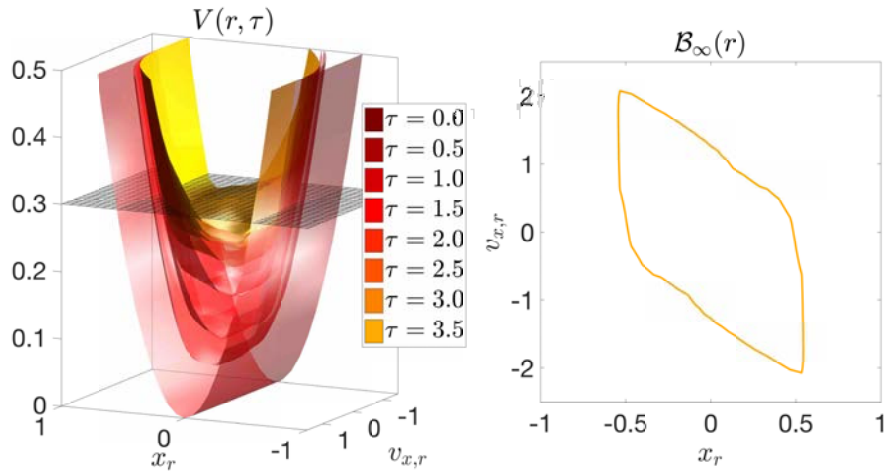 V(r, τ)
0.5
0.4
0.3
0.2
0.1
0
1
0
-1
x_r
1
0
-1
v_{x,r}
τ = 0.0
τ = 0.5
τ = 1.0
τ = 1.5
τ = 2.0
τ = 2.5
τ = 3.0
τ = 3.5
ℬ_∞(r)
2
1
0
-1
-2
v_{x,r}
-1
-0.5
0
0.5
1
x_r